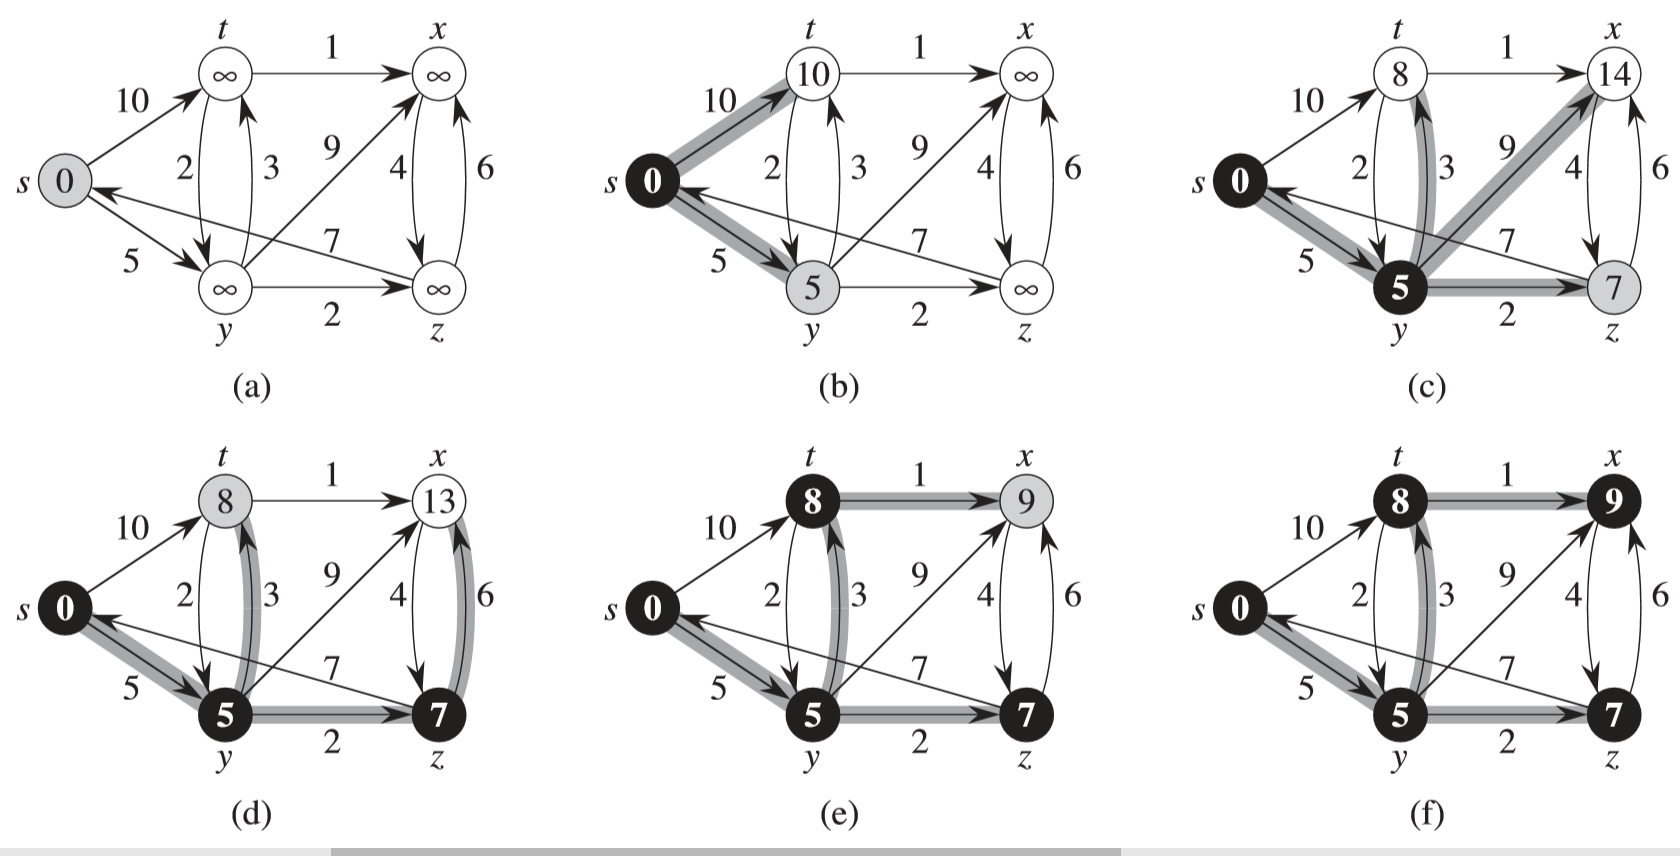 t x t x t x
1 1 1
∞ ∞ 10 ∞ 8 14
10 10 10
9 9 9
2 3 4 6 2 3 4 6 2 3 4 6
s 0 s 0 s 0
7 7 7
5 5 5
∞ ∞ 5 ∞ 5 7
2 2 2
y z y z y z
(a) (b) (c)
t x t x t x
1 1 1
8 13 8 9 8 9
10 10 10
9 9 9
2 3 4 6 2 3 4 6 2 3 4 6
s 0 s 0 s 0
7 7 7
5 5 5
5 7 5 7 5 7
2 2 2
y z y z y z
(d) (e) (f)